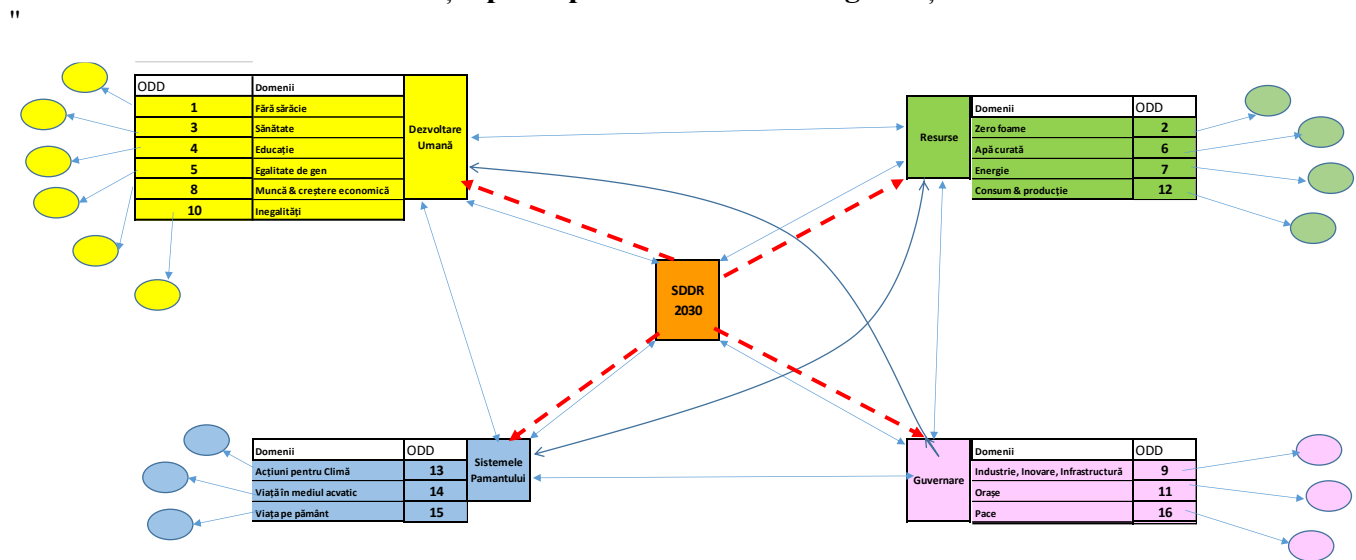 "
ODD Domenii
1 Fără sărăcie
3 Sănătate
4 Educație
5 Egalitate de gen
8 Muncă & creștere economică
10 Inegalități
Dezvoltare
Umană
Resurse
Domenii ODD
Zero foame 2
Apă curată 6
Energie 7
Consum & producție 12
SDDR
2030
Domenii ODD
Acțiuni pentru Climă 13
Viață în mediul acvatic 14
Viața pe pământ 15
Sistemele
Pamantului
Guvernare
Domenii ODD
Industrie, Inovare, Infrastructură 9
Orașe 11
Pace 16